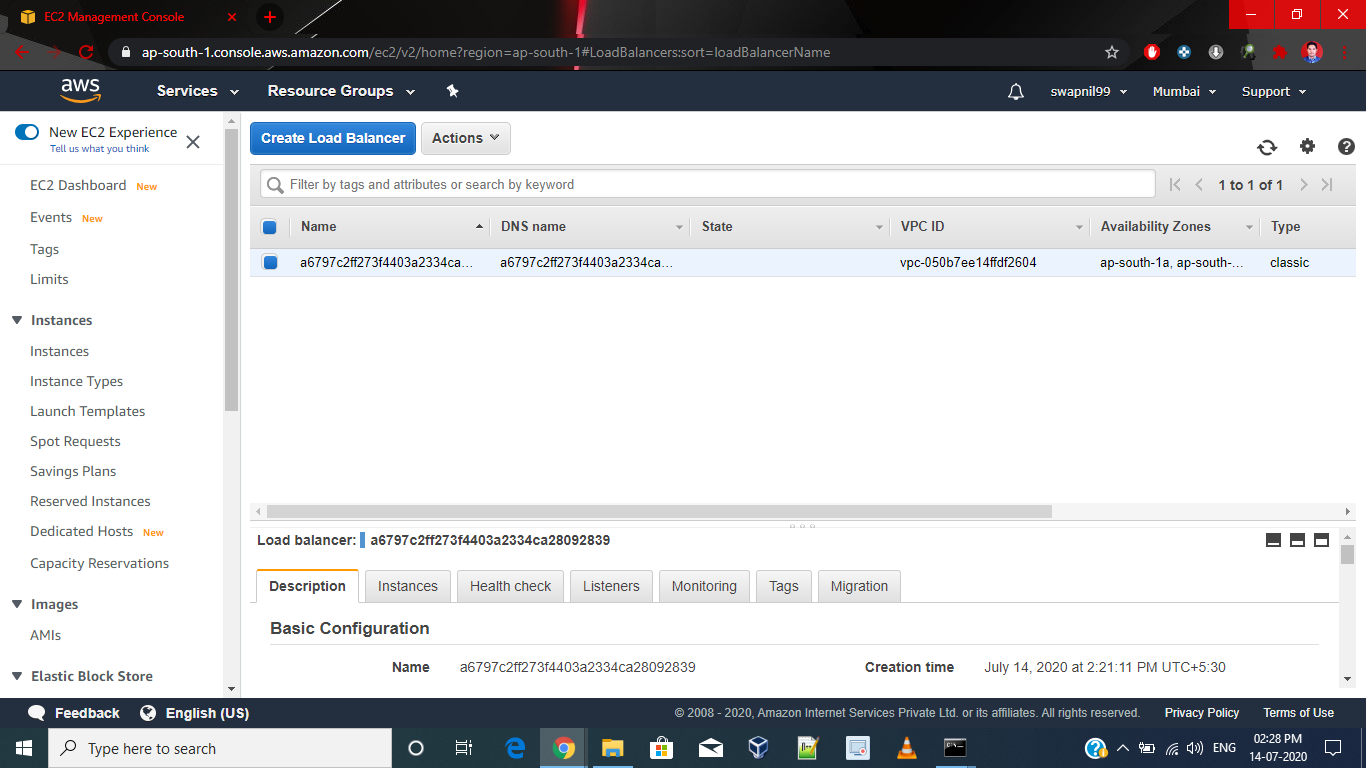 EC2 Management Console
ap-south-1.console.aws.amazon.com/ec2/v2/home?region=ap-south-1#LoadBalancers:sort=loadBalancerName
aws Services Resource Groups swapnil99 Mumbai Support
New EC2 Experience
Tell us what you think
EC2 Dashboard New
Events New
Tags
Limits
Instances
Instances
Instance Types
Launch Templates
Spot Requests
Savings Plans
Reserved Instances
Dedicated Hosts New
Capacity Reservations
Images
AMIs
Elastic Block Store
Create Load Balancer Actions
Filter by tags and attributes or search by keyword 1 to 1 of 1
Name DNS name State VPC ID Availability Zones Type
a6797c2ff273f4403a2334ca... a6797c2ff273f4403a2334ca... vpc-050b7ee14ffdf2604 ap-south-1a, ap-south-... classic
Load balancer: a6797c2ff273f4403a2334ca28092839
Description Instances Health check Listeners Monitoring Tags Migration
Basic Configuration
Name a6797c2ff273f4403a2334ca28092839 Creation time July 14, 2020 at 2:21:11 PM UTC+5:30
Feedback English (US) © 2008 - 2020, Amazon Internet Services Private Ltd. or its affiliates. All rights reserved. Privacy Policy Terms of Use
Type here to search ENG 02:28 PM
14-07-2020